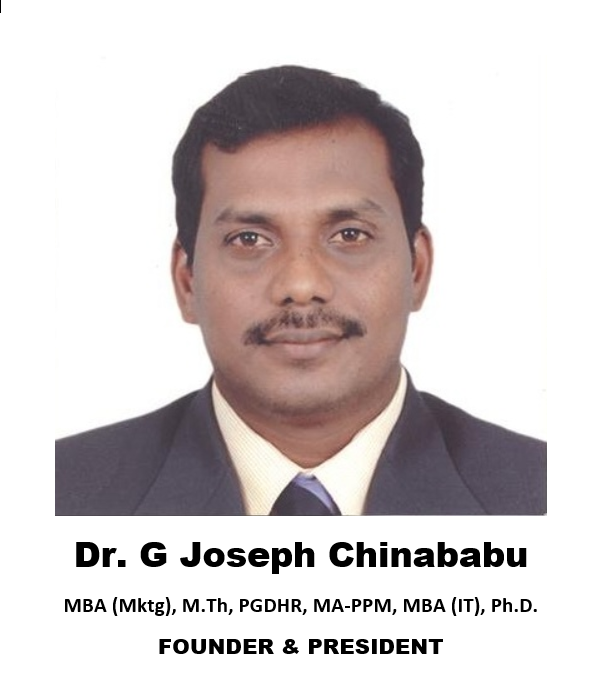 Dr. G Joseph Chinababu
MBA (Mktg), M.Th, PGDHR, MA-PPM, MBA (IT), Ph.D.
FOUNDER & PRESIDENT